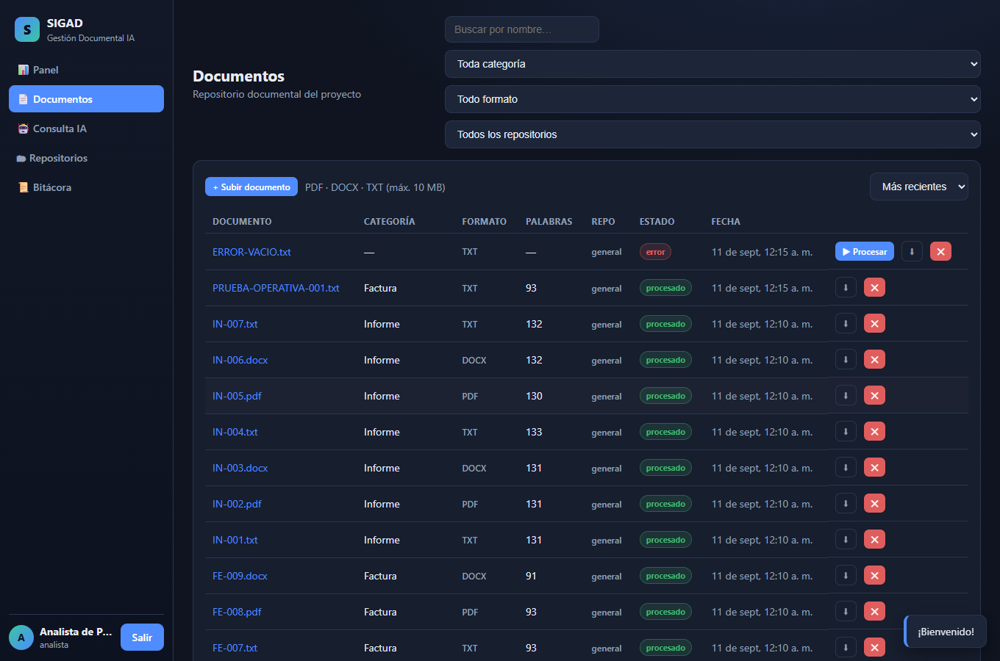 S
SIGAD
Gestión Documental IA
Panel
Documentos
Consulta IA
Repositorios
Bitácora
Analista de P...
A
analista
Salir
Documentos
Repositorio documental del proyecto
Buscar por nombre...
Toda categoría
Todo formato
Todos los repositorios
+ Subir documento PDF · DOCX · TXT (máx. 10 MB) Más recientes
DOCUMENTO CATEGORÍA FORMATO PALABRAS REPO ESTADO FECHA
ERROR-VACIO.txt — TXT — general error 11 de sept, 12:15 a. m. ▶ Procesar ⬇ ✕
PRUEBA-OPERATIVA-001.txt Factura TXT 93 general procesado 11 de sept, 12:15 a. m. ⬇ ✕
IN-007.txt Informe TXT 132 general procesado 11 de sept, 12:10 a. m. ⬇ ✕
IN-006.docx Informe DOCX 132 general procesado 11 de sept, 12:10 a. m. ⬇ ✕
IN-005.pdf Informe PDF 130 general procesado 11 de sept, 12:10 a. m. ⬇ ✕
IN-004.txt Informe TXT 133 general procesado 11 de sept, 12:10 a. m. ⬇ ✕
IN-003.docx Informe DOCX 131 general procesado 11 de sept, 12:10 a. m. ⬇ ✕
IN-002.pdf Informe PDF 131 general procesado 11 de sept, 12:10 a. m. ⬇ ✕
IN-001.txt Informe TXT 131 general procesado 11 de sept, 12:10 a. m. ⬇ ✕
FE-009.docx Factura DOCX 91 general procesado 11 de sept, 12:10 a. m. ⬇ ✕
FE-008.pdf Factura PDF 93 general procesado 11 de sept, 12:10 a. m. ⬇ ✕
FE-007.txt Factura TXT 93 general procesado 11 de sept, 12:10 a. m. ⬇ ✕
¡Bienvenido!